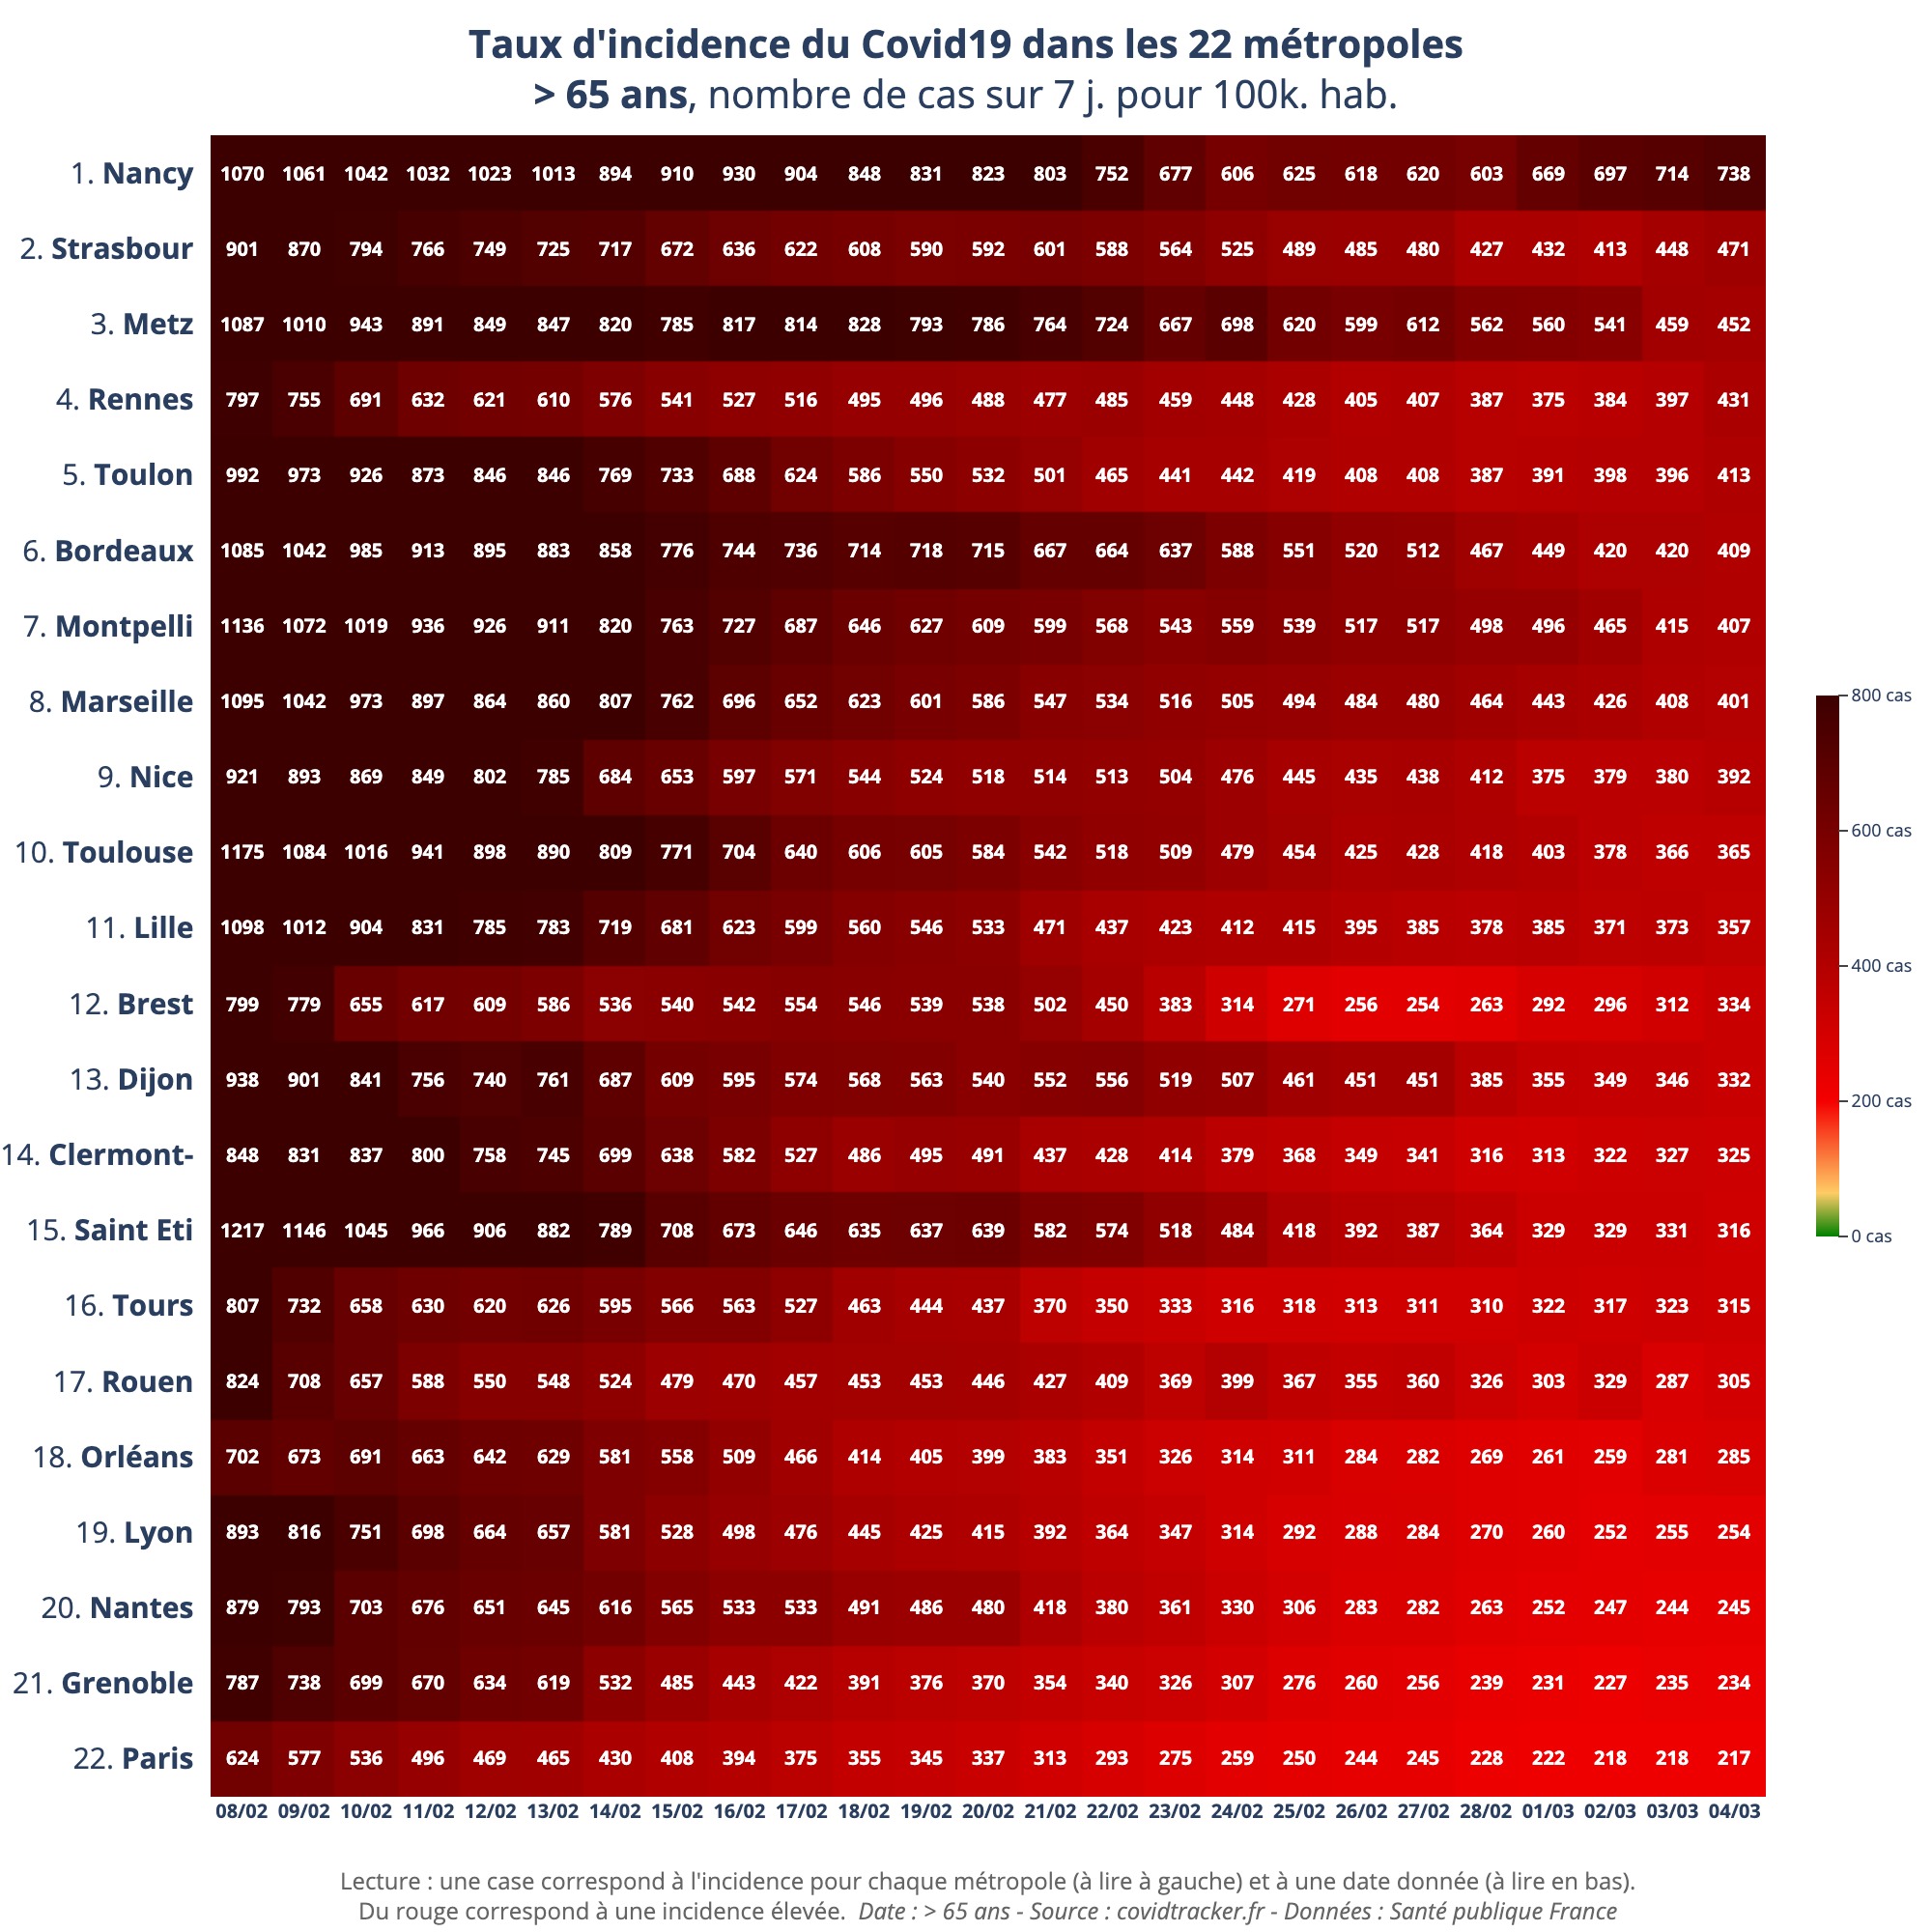 Taux d'incidence du Covid19 dans les 22 métropoles
> 65 ans, nombre de cas sur 7 j. pour 100k. hab.
1. Nancy 1070 1061 1042 1032 1023 1013 894 910 930 904 848 831 823 803 752 677 606 625 618 620 603 669 697 714 738
2. Strasbour 901 870 794 766 749 725 717 672 636 622 608 590 592 601 588 564 525 489 485 480 427 432 413 448 471
3. Metz 1087 1010 943 891 849 847 820 785 817 814 828 793 786 764 724 667 698 620 599 612 562 560 541 459 452
4. Rennes 797 755 691 632 621 610 576 541 527 516 495 496 488 477 485 459 448 428 405 407 387 375 384 397 431
5. Toulon 992 973 926 873 846 846 769 733 688 624 586 550 532 501 465 441 442 419 408 408 387 391 398 396 413
6. Bordeaux 1085 1042 985 913 895 883 858 776 744 736 714 718 715 667 664 637 588 551 520 512 467 449 420 420 409
7. Montpelli 1136 1072 1019 936 926 911 820 763 727 687 646 627 609 599 568 543 559 539 517 517 498 496 465 415 407
8. Marseille 1095 1042 973 897 864 860 807 762 696 652 623 601 586 547 534 516 505 494 484 480 464 443 426 408 401
9. Nice 921 893 869 849 802 785 684 653 597 571 544 524 518 514 513 504 476 445 435 438 412 375 379 380 392
10. Toulouse 1175 1084 1016 941 898 890 809 771 704 640 606 605 584 542 518 509 479 454 425 428 418 403 378 366 365
11. Lille 1098 1012 904 831 785 783 719 681 623 599 560 546 533 471 437 423 412 415 395 385 378 385 371 373 357
12. Brest 799 779 655 617 609 586 536 540 542 554 546 539 538 502 450 383 314 271 256 254 263 292 296 312 334
13. Dijon 938 901 841 756 740 761 687 609 595 574 568 563 540 552 556 519 507 461 451 451 385 355 349 346 332
14. Clermont- 848 831 837 800 758 745 699 638 582 527 486 495 491 437 428 414 379 368 349 341 316 313 322 327 325
15. Saint Eti 1217 1146 1045 966 906 882 789 708 673 646 635 637 639 582 574 518 484 418 392 387 364 329 329 331 316
16. Tours 807 732 658 630 620 626 595 566 563 527 463 444 437 370 350 333 316 318 313 311 310 322 317 323 315
17. Rouen 824 708 657 588 550 548 524 479 470 457 453 453 446 427 409 369 399 367 355 360 326 303 329 287 305
18. Orléans 702 673 691 663 642 629 581 558 509 466 414 405 399 383 351 326 314 311 284 282 269 261 259 281 285
19. Lyon 893 816 751 698 664 657 581 528 498 476 445 425 415 392 364 347 314 292 288 284 270 260 252 255 254
20. Nantes 879 793 703 676 651 645 616 565 533 533 491 486 480 418 380 361 330 306 283 282 263 252 247 244 245
21. Grenoble 787 738 699 670 634 619 532 485 443 422 391 376 370 354 340 326 307 276 260 256 239 231 227 235 234
22. Paris 624 577 536 496 469 465 430 408 394 375 355 345 337 313 293 275 259 250 244 245 228 222 218 218 217
08/02 09/02 10/02 11/02 12/02 13/02 14/02 15/02 16/02 17/02 18/02 19/02 20/02 21/02 22/02 23/02 24/02 25/02 26/02 27/02 28/02 01/03 02/03 03/03 04/03
800 cas
600 cas
400 cas
200 cas
0 cas
Lecture : une case correspond à l'incidence pour chaque métropole (à lire à gauche) et à une date donnée (à lire en bas).
Du rouge correspond à une incidence élevée. Date : > 65 ans - Source : covidtracker.fr - Données : Santé publique France